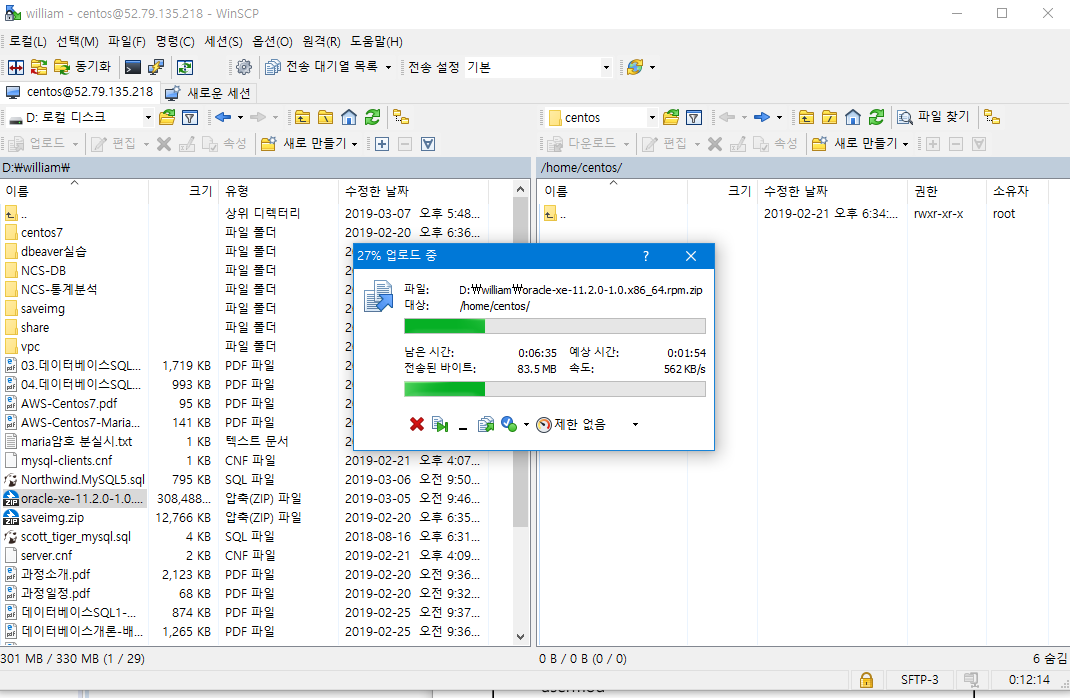 william - centos@52.79.135.218 - WinSCP
로컬(L) 선택(M) 파일(F) 명령(C) 세션(S) 옵션(O) 원격(R) 도움말(H)
동기화 전송 대기열 목록 전송 설정 기본
centos@52.79.135.218 새로운 세션
D: 로컬 디스크
업로드 편집 속성 새로 만들기
D:₩william₩
이름 크기 유형 수정한 날짜
.. 상위 디렉터리 2019-03-07 오후 5:48...
centos7 파일 폴더 2019-02-20 오후 6:36...
dbeaver실습 파일 폴더 2
NCS-DB 파일 폴더 2
NCS-통계분석 파일 폴더 2
saveimg 파일 폴더 2
share 파일 폴더 2
vpc 파일 폴더 2
03.데이터베이스SQL... 1,719 KB PDF 파일 2
04.데이터베이스SQL... 993 KB PDF 파일 2
AWS-Centos7.pdf 95 KB PDF 파일 2
AWS-Centos7-Maria... 141 KB PDF 파일 2
maria암호 분실시.txt 1 KB 텍스트 문서 2
mysql-clients.cnf 1 KB CNF 파일 2019-02-21 오후 4:07...
Northwind.MySQL5.sql 795 KB SQL 파일 2019-03-06 오전 9:50...
oracle-xe-11.2.0-1.0.... 308,488... 압축(ZIP) 파일 2019-03-05 오전 9:46...
saveimg.zip 12,766 KB 압축(ZIP) 파일 2019-02-20 오후 6:35...
scott_tiger_mysql.sql 4 KB SQL 파일 2018-08-16 오후 6:31...
server.cnf 2 KB CNF 파일 2019-02-21 오후 4:09...
과정소개.pdf 2,123 KB PDF 파일 2019-02-20 오전 9:36...
과정일정.pdf 68 KB PDF 파일 2019-02-20 오전 9:32...
데이터베이스SQL1-... 874 KB PDF 파일 2019-02-25 오전 9:37...
데이터베이스개론-배... 1,265 KB PDF 파일 2019-02-25 오전 9:36...
301 MB / 330 MB (1 / 29)
centos 파일 찾기
다운로드 편집 속성 새로 만들기
/home/centos/
이름 크기 수정한 날짜 권한 소유자
.. 2019-02-21 오후 6:34:... rwxr-xr-x root
0 B / 0 B (0 / 0) 6 숨김
27% 업로드 중 ?
파일: D:₩william₩oracle-xe-11.2.0-1.0.x86_64.rpm.zip
대상: /home/centos/
남은 시간: 0:06:35 예상 시간: 0:01:54
전송된 바이트: 83.5 MB 속도: 562 KB/s
제한 없음
SFTP-3 0:12:14